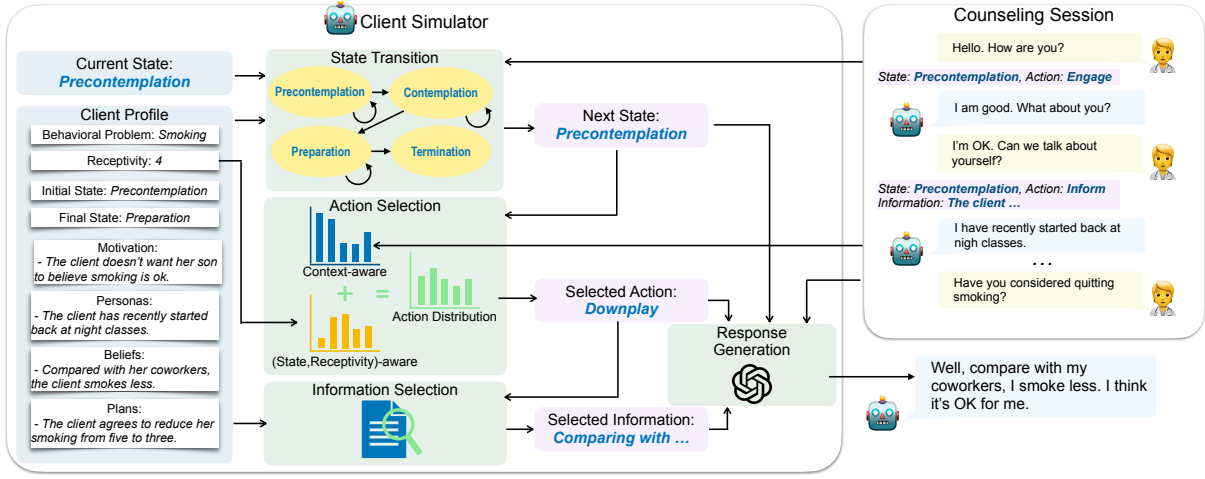 Client Simulator
Current State:
Precontemplation
Client Profile
Behavioral Problem: Smoking
Receptivity: 4
Initial State: Precontemplation
Final State: Preparation
Motivation:
- The client doesn't want her son
to believe smoking is ok.
Personas:
- The client has recently started
back at night classes.
Beliefs:
- Compared with her coworkers,
the client smokes less.
Plans:
- The client agrees to reduce her
smoking from five to three.
State Transition
Precontemplation
Contemplation
Preparation
Termination
Action Selection
Context-aware
+
=
Action Distribution
(State,Receptivity)-aware
Information Selection
Next State:
Precontemplation
Selected Action:
Downplay
Selected Information:
Comparing with ...
Response
Generation
Counseling Session
Hello. How are you?
State: Precontemplation, Action: Engage
I am good. What about you?
I'm OK. Can we talk about
yourself?
State: Precontemplation, Action: Inform
Information: The client ...
I have recently started back at
nigh classes.
...
Have you considered quitting
smoking?
Well, compare with my
coworkers, I smoke less. I think
it's OK for me.